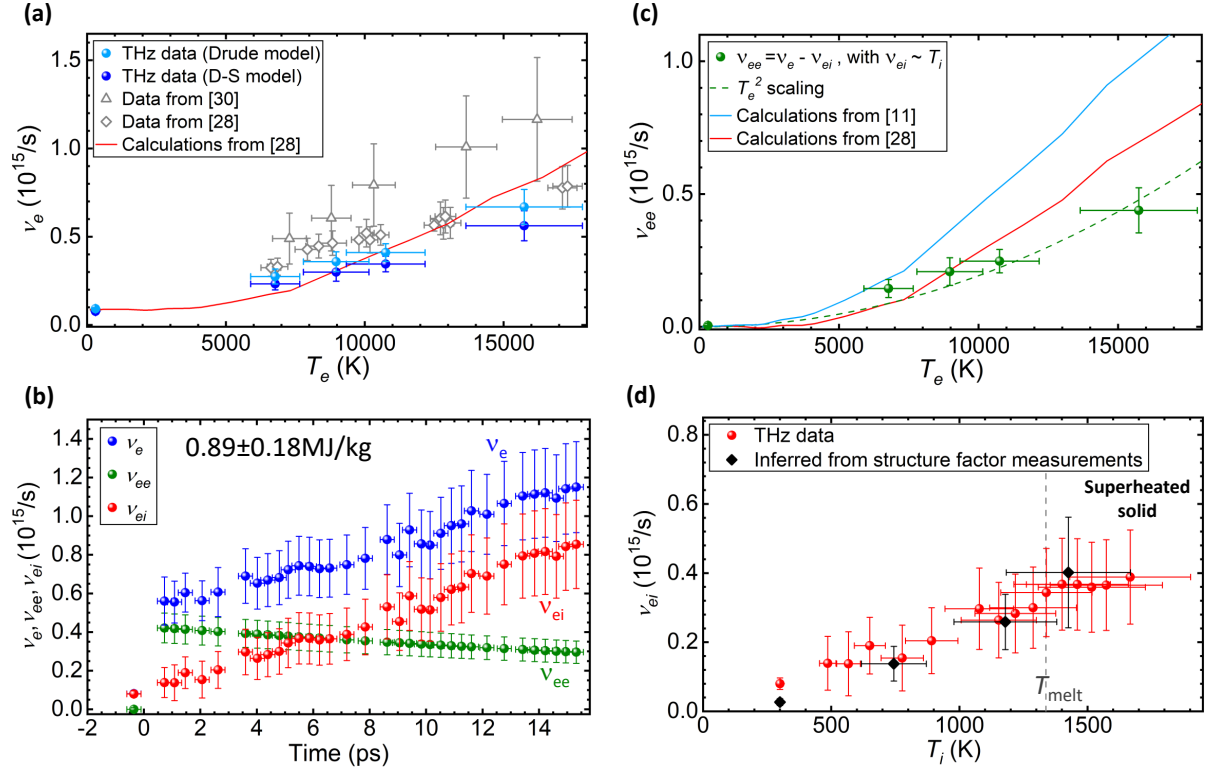 (a)
1.5
1.0
0.5
0.0
ν_e (10^15/s)
THz data (Drude model)
THz data (D-S model)
Data from [30]
Data from [28]
Calculations from [28]
0
5000
10000
15000
T_e (K)
(c)
1.0
0.5
0.0
ν_ee (10^15/s)
ν_ee =ν_e - ν_ei , with ν_ei ~ T_i
T_e^2 scaling
Calculations from [11]
Calculations from [28]
0
5000
10000
15000
T_e (K)
(b)
1.4
1.2
1.0
0.8
0.6
0.4
0.2
0.0
ν_e, ν_ee, ν_ei (10^15/s)
ν_e
ν_ee
ν_ei
0.89±0.18MJ/kg
ν_e
ν_ei
ν_ee
-2
0
2
4
6
8
10
12
14
Time (ps)
(d)
0.8
0.6
0.4
0.2
0.0
ν_ei (10^15/s)
THz data
Inferred from structure factor measurements
Superheated
solid
T_melt
0
500
1000
1500
T_i (K)